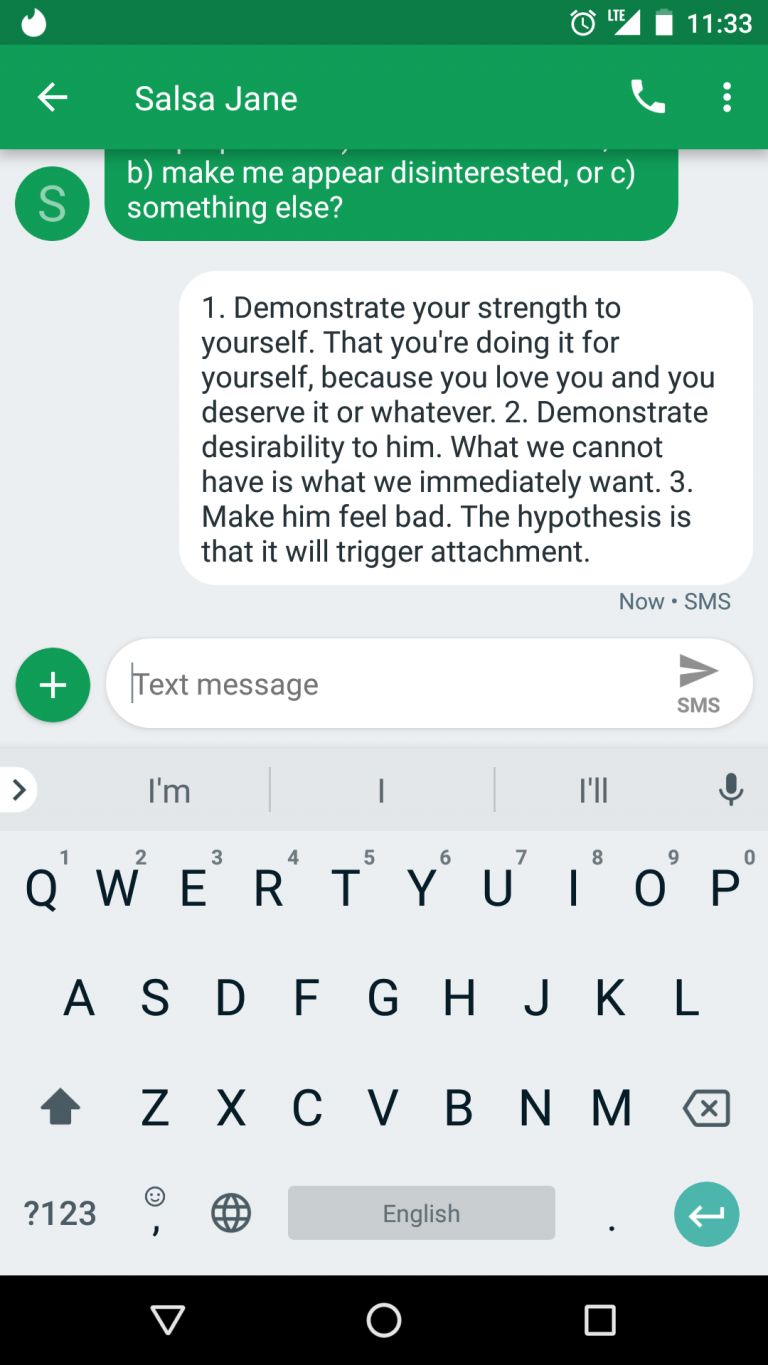 LTE 11:33
Salsa Jane
b) make me appear disinterested, or c)
something else?
S
1. Demonstrate your strength to
yourself. That you're doing it for
yourself, because you love you and you
deserve it or whatever. 2. Demonstrate
desirability to him. What we cannot
have is what we immediately want. 3.
Make him feel bad. The hypothesis is
that it will trigger attachment.
Now • SMS
Text message
SMS
I'm I I'll
1 2 3 4 5 6 7 8 9 0
Q W E R T Y U I O P
A S D F G H J K L
Z X C V B N M
?123 , English .